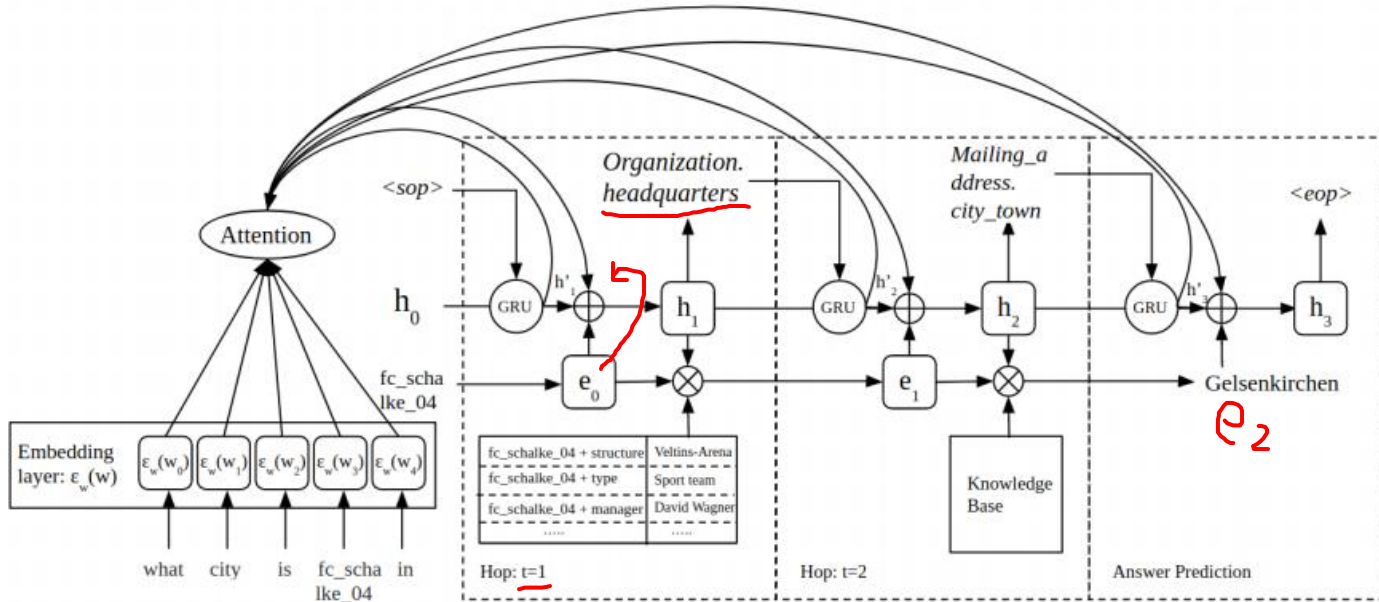 Organization.
headquarters
Mailing_a
ddress.
city_town
<sop>
<eop>
Attention
h'1
h'2
h'3
h0
GRU
h1
GRU
h2
GRU
h3
fc_scha
lke_04
e0
e1
Gelsenkirchen
e2
Embedding
layer: εw(w)
εw(w0)
εw(w1)
εw(w2)
εw(w3)
εw(w4)
fc_schalke_04 + structure
Veltins-Arena
fc_schalke_04 + type
Sport team
fc_schalke_04 + manager
David Wagner
.....
.....
Knowledge
Base
what
city
is
fc_scha
lke_04
in
Hop: t=1
Hop: t=2
Answer Prediction